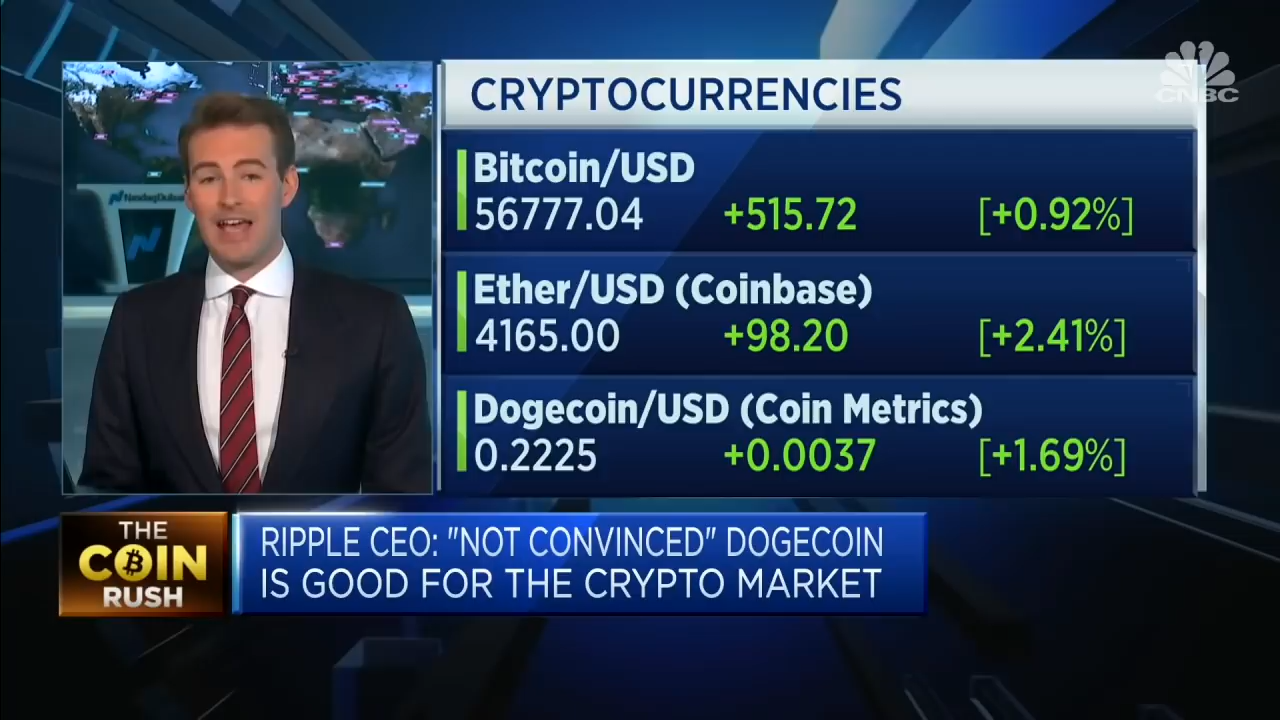 CNBC
CRYPTOCURRENCIES
Bitcoin/USD
56777.04 +515.72 [+0.92%]
Ether/USD (Coinbase)
4165.00 +98.20 [+2.41%]
Dogecoin/USD (Coin Metrics)
0.2225 +0.0037 [+1.69%]
THE
COIN
RUSH
RIPPLE CEO: "NOT CONVINCED" DOGECOIN
IS GOOD FOR THE CRYPTO MARKET